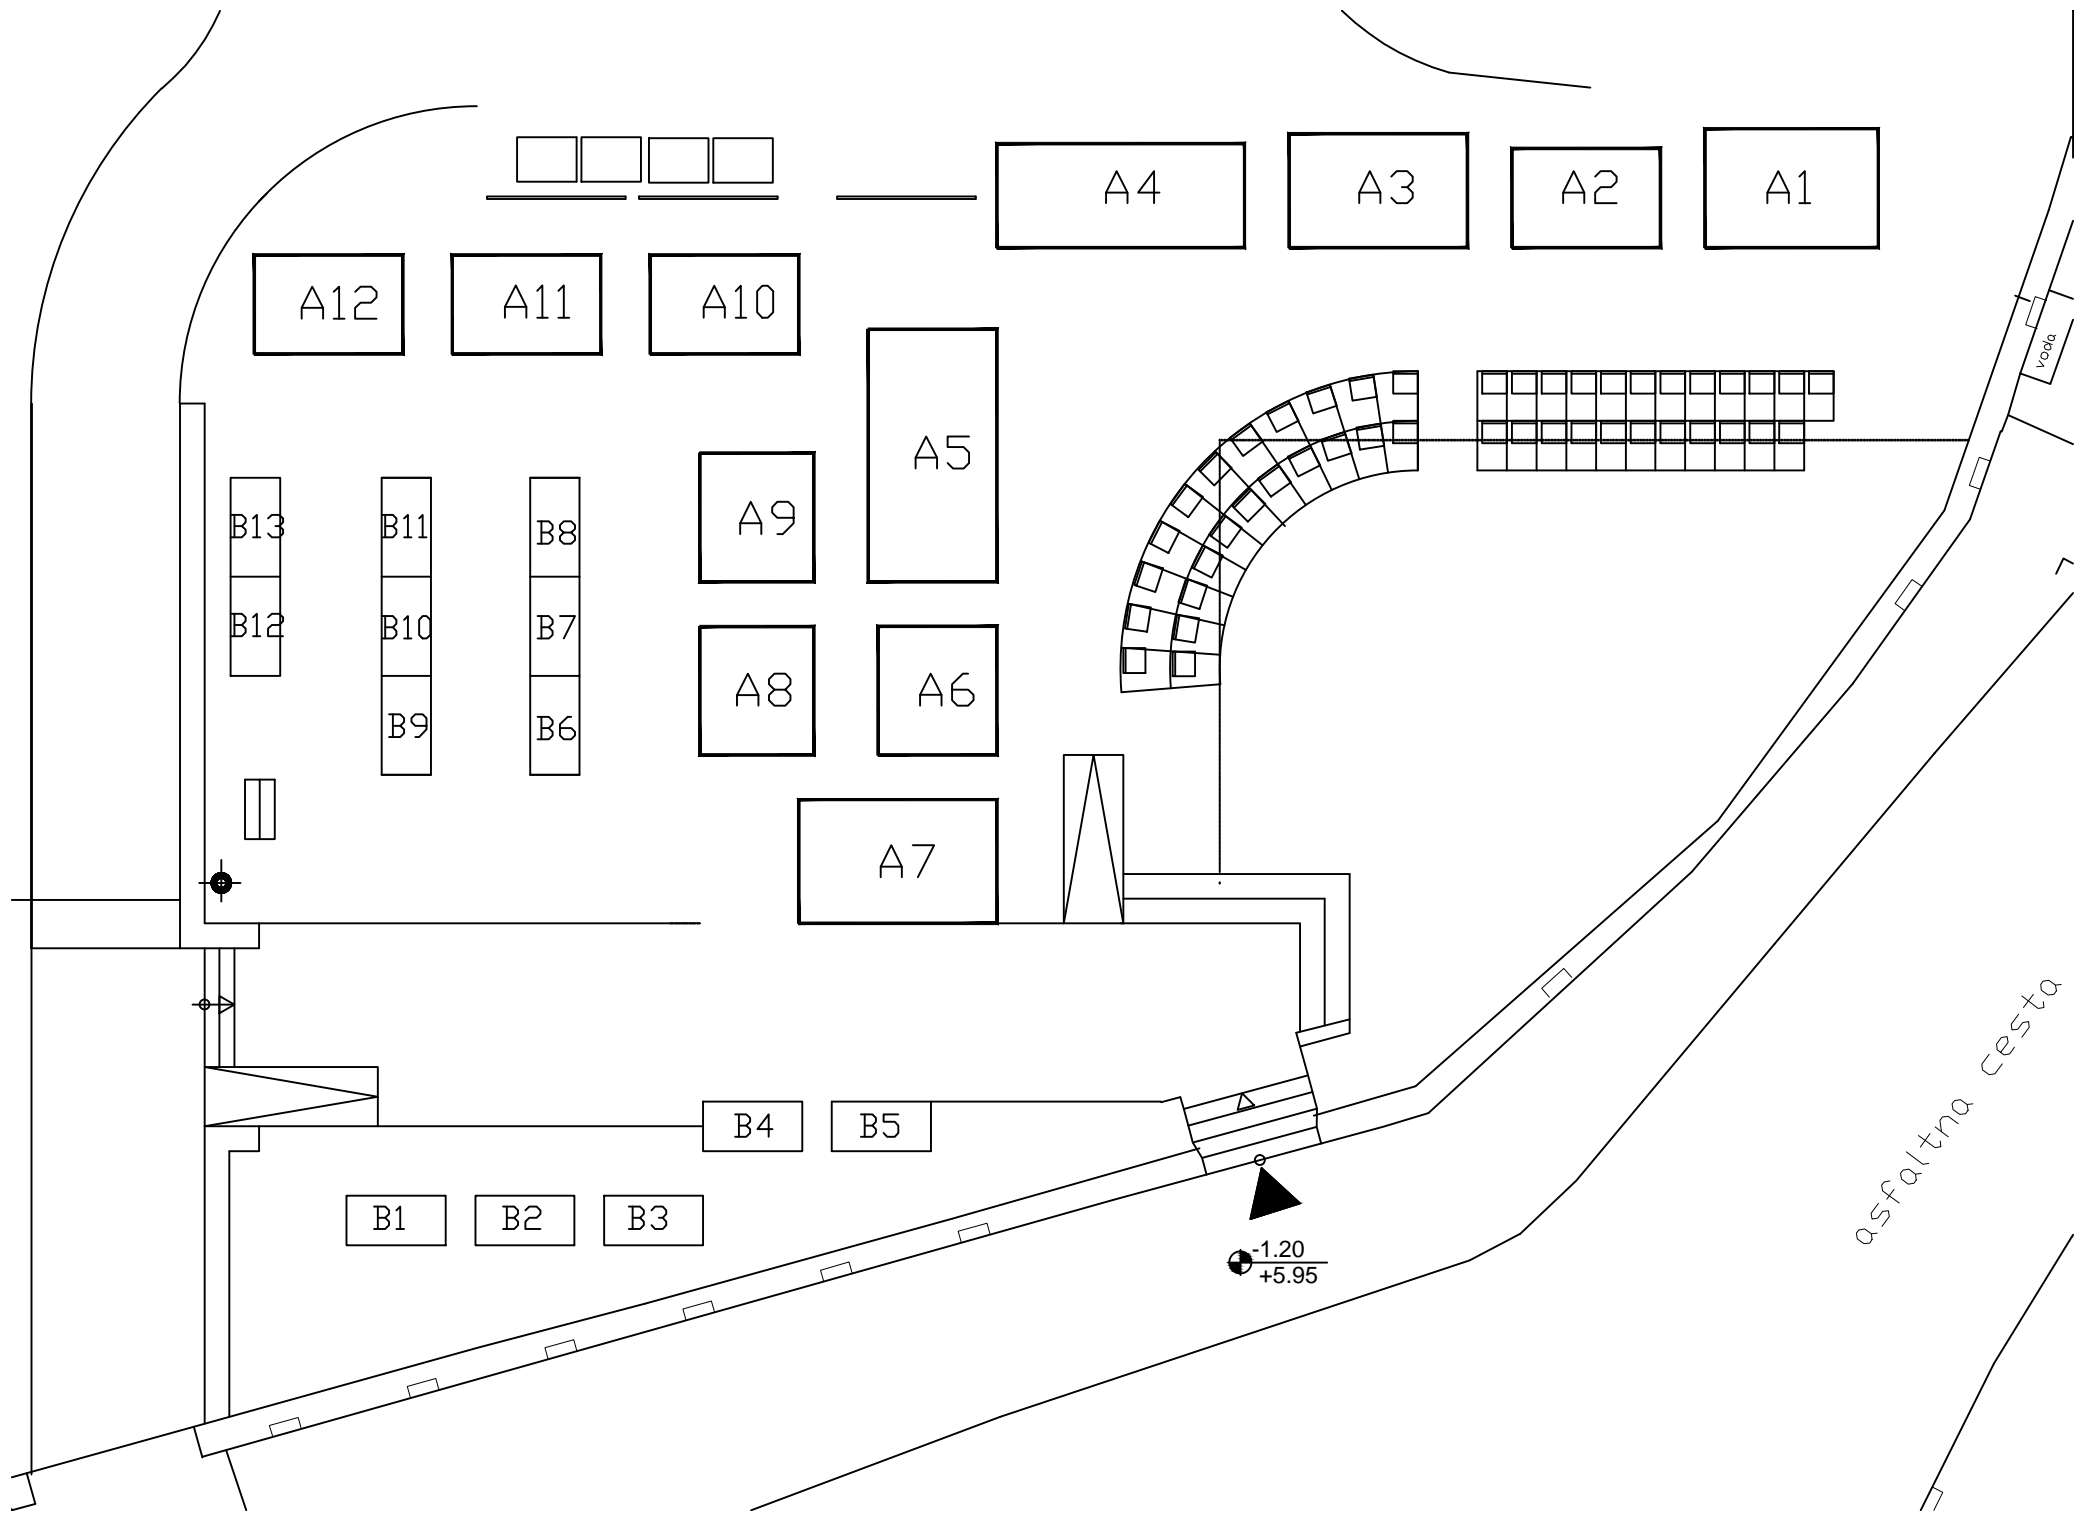 A4
A3
A2
A1
A12
A11
A10
voda
A5
A9
B13
B11
B8
B12
B10
B7
A8
A6
B9
B6
A7
asfaltna cesta
B4
B5
B1
B2
B3
-1.20
+5.95